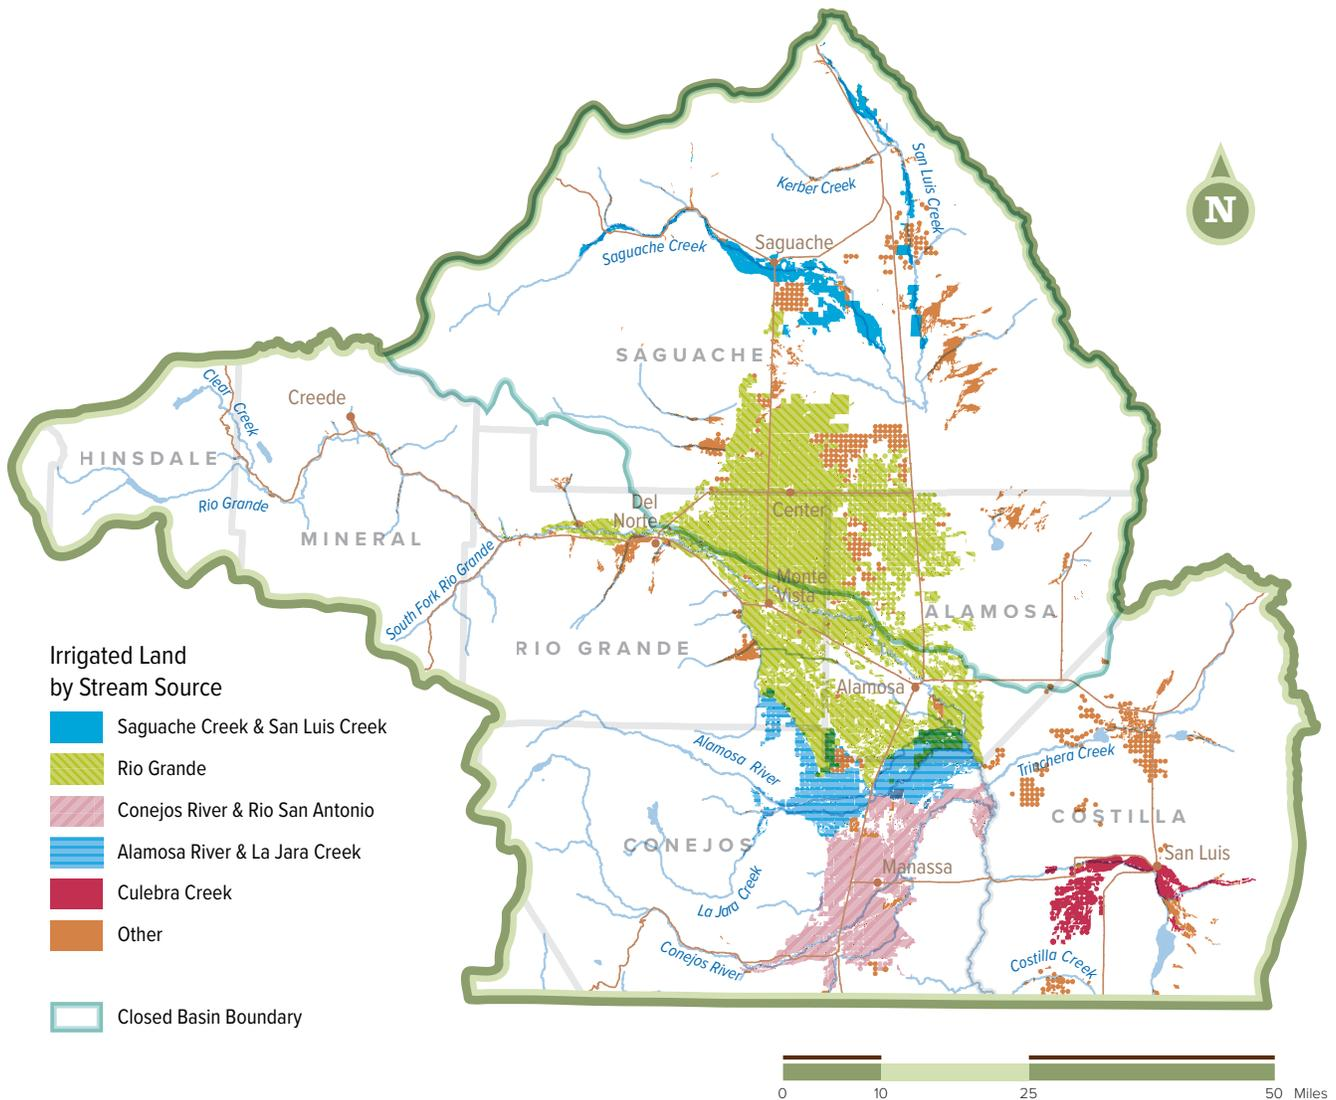 N
San Luis Creek
Kerber Creek
Saguache
Saguache Creek
SAGUACHE
Clear Creek
Creede
HINSDALE
Rio Grande
MINERAL
Del
Norte
Center
South Fork Rio Grande
Monte
Vista
ALAMOSA
RIO GRANDE
Alamosa
Alamosa River
Trinchera Creek
COSTILLA
CONEJOS
San Luis
Manassa
La Jara Creek
Conejos River
Costilla Creek
Irrigated Land
by Stream Source
Saguache Creek & San Luis Creek
Rio Grande
Conejos River & Rio San Antonio
Alamosa River & La Jara Creek
Culebra Creek
Other
Closed Basin Boundary
0 10 25 50 Miles